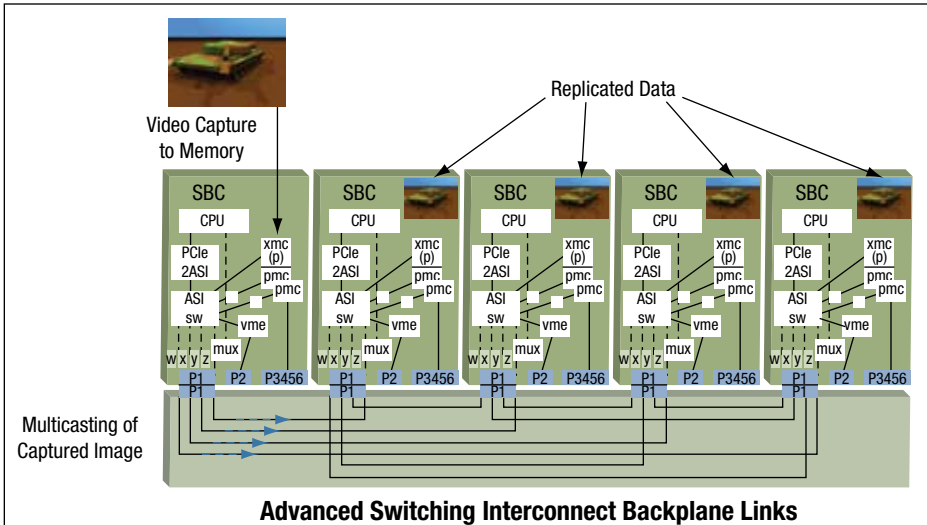 Replicated Data
Video Capture
to Memory
SBC
CPU
PCIe
2ASI
xmc
(p)
pmc
pmc
ASI
sw
vme
w x y z
mux
P1
P2
P3456
P1
SBC
CPU
PCIe
2ASI
xmc
(p)
pmc
pmc
ASI
sw
vme
w x y z
mux
P1
P2
P3456
P1
SBC
CPU
PCIe
2ASI
xmc
(p)
pmc
pmc
ASI
sw
vme
w x y z
mux
P1
P2
P3456
P1
SBC
CPU
PCIe
2ASI
xmc
(p)
pmc
pmc
ASI
sw
vme
w x y z
mux
P1
P2
P3456
P1
SBC
CPU
PCIe
2ASI
xmc
(p)
pmc
pmc
ASI
sw
vme
w x y z
mux
P1
P2
P3456
P1
Multicasting of
Captured Image
Advanced Switching Interconnect Backplane Links